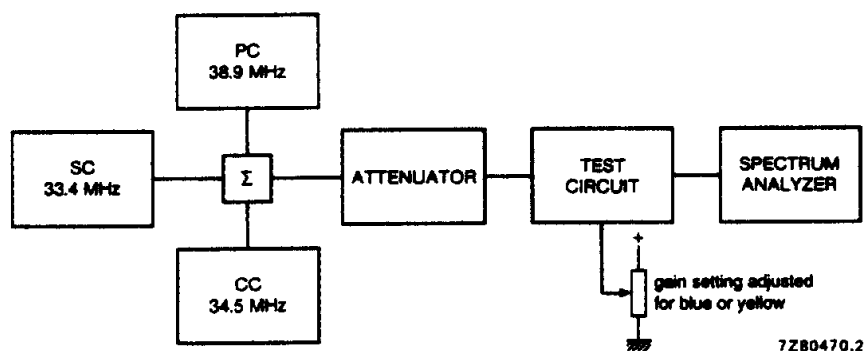 PC
38.9 MHz
SC
33.4 MHz
Σ
ATTENUATOR
TEST
CIRCUIT
SPECTRUM
ANALYZER
CC
34.5 MHz
+
gain setting adjusted
for blue or yellow
7Z80470.2